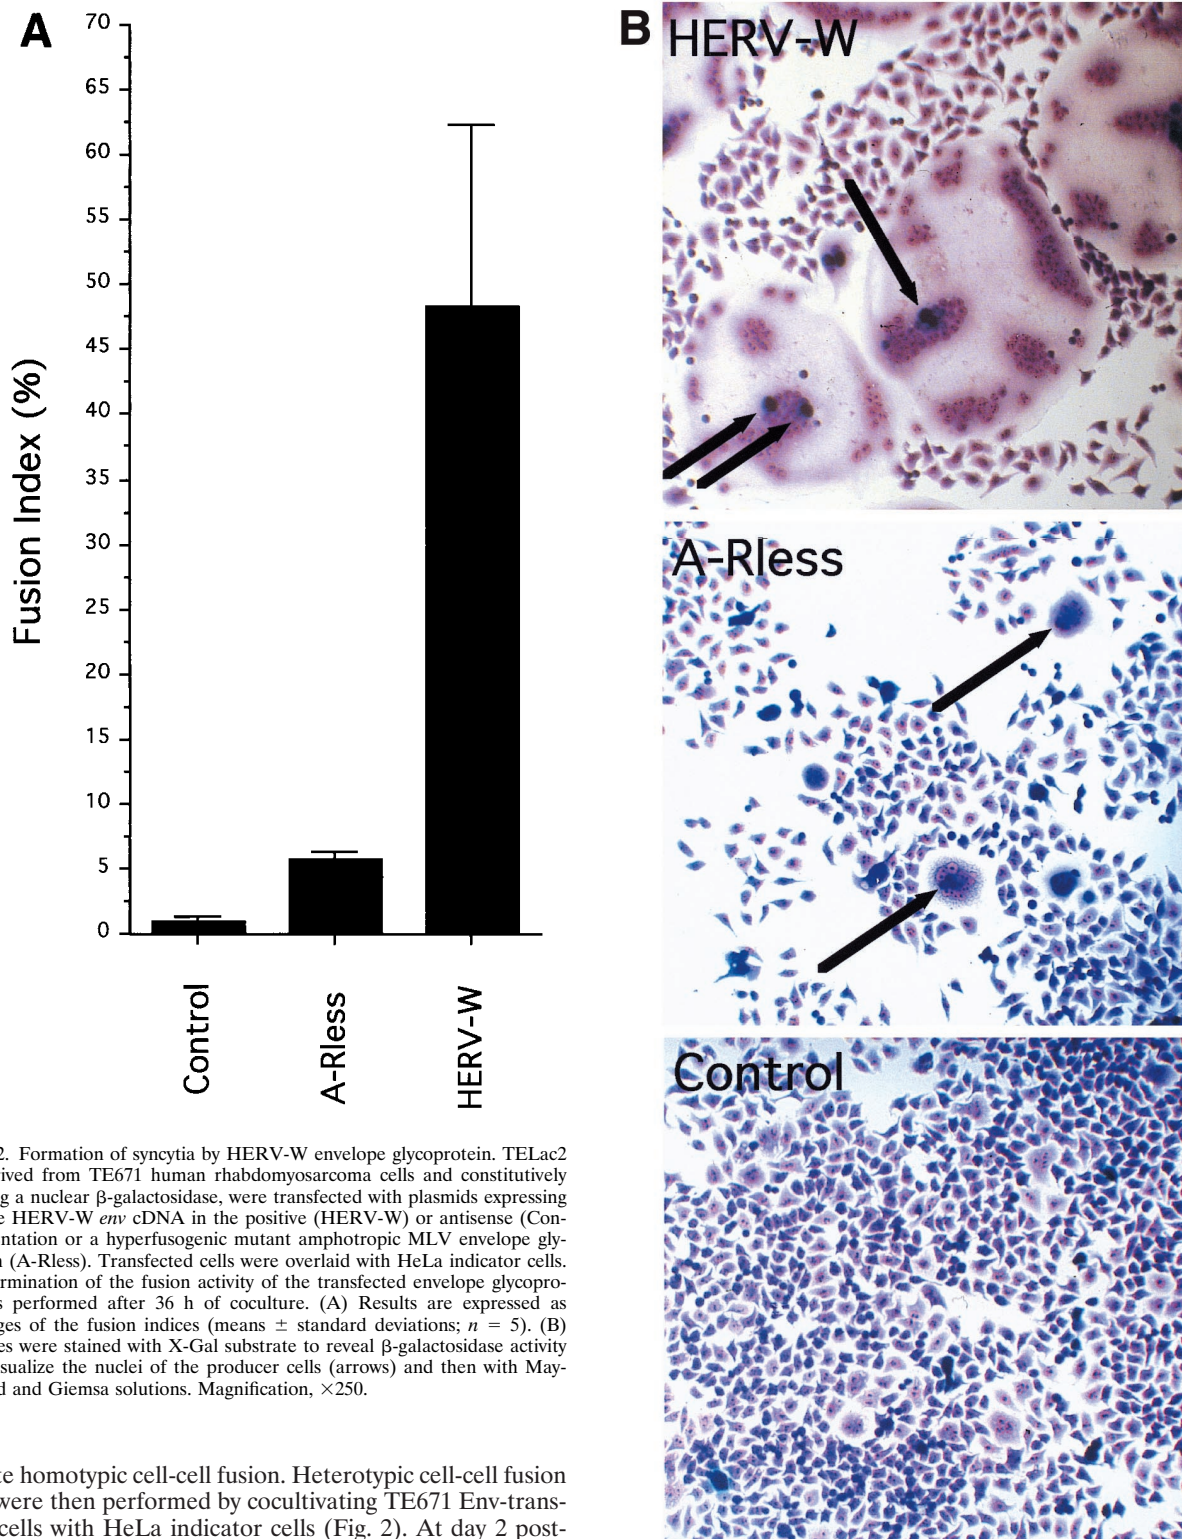 A
70
65
60
55
50
45
40
35
30
25
20
15
10
5
0
Fusion Index (%)
Control
A-Rless
HERV-W
B
HERV-W
A-Rless
Control
2. Formation of syncytia by HERV-W envelope glycoprotein. TELac2
rived from TE671 human rhabdomyosarcoma cells and constitutively
g a nuclear β-galactosidase, were transfected with plasmids expressing
e HERV-W env cDNA in the positive (HERV-W) or antisense (Con-
ntation or a hyperfusogenic mutant amphotropic MLV envelope gly-
n (A-Rless). Transfected cells were overlaid with HeLa indicator cells.
ermination of the fusion activity of the transfected envelope glycopro-
s performed after 36 h of coculture. (A) Results are expressed as
ges of the fusion indices (means ± standard deviations; n = 5). (B)
es were stained with X-Gal substrate to reveal β-galactosidase activity
sualize the nuclei of the producer cells (arrows) and then with May-
d and Giemsa solutions. Magnification, ×250.
te homotypic cell-cell fusion. Heterotypic cell-cell fusion
were then performed by cocultivating TE671 Env-trans-
cells with HeLa indicator cells (Fig. 2). At day 2 post-